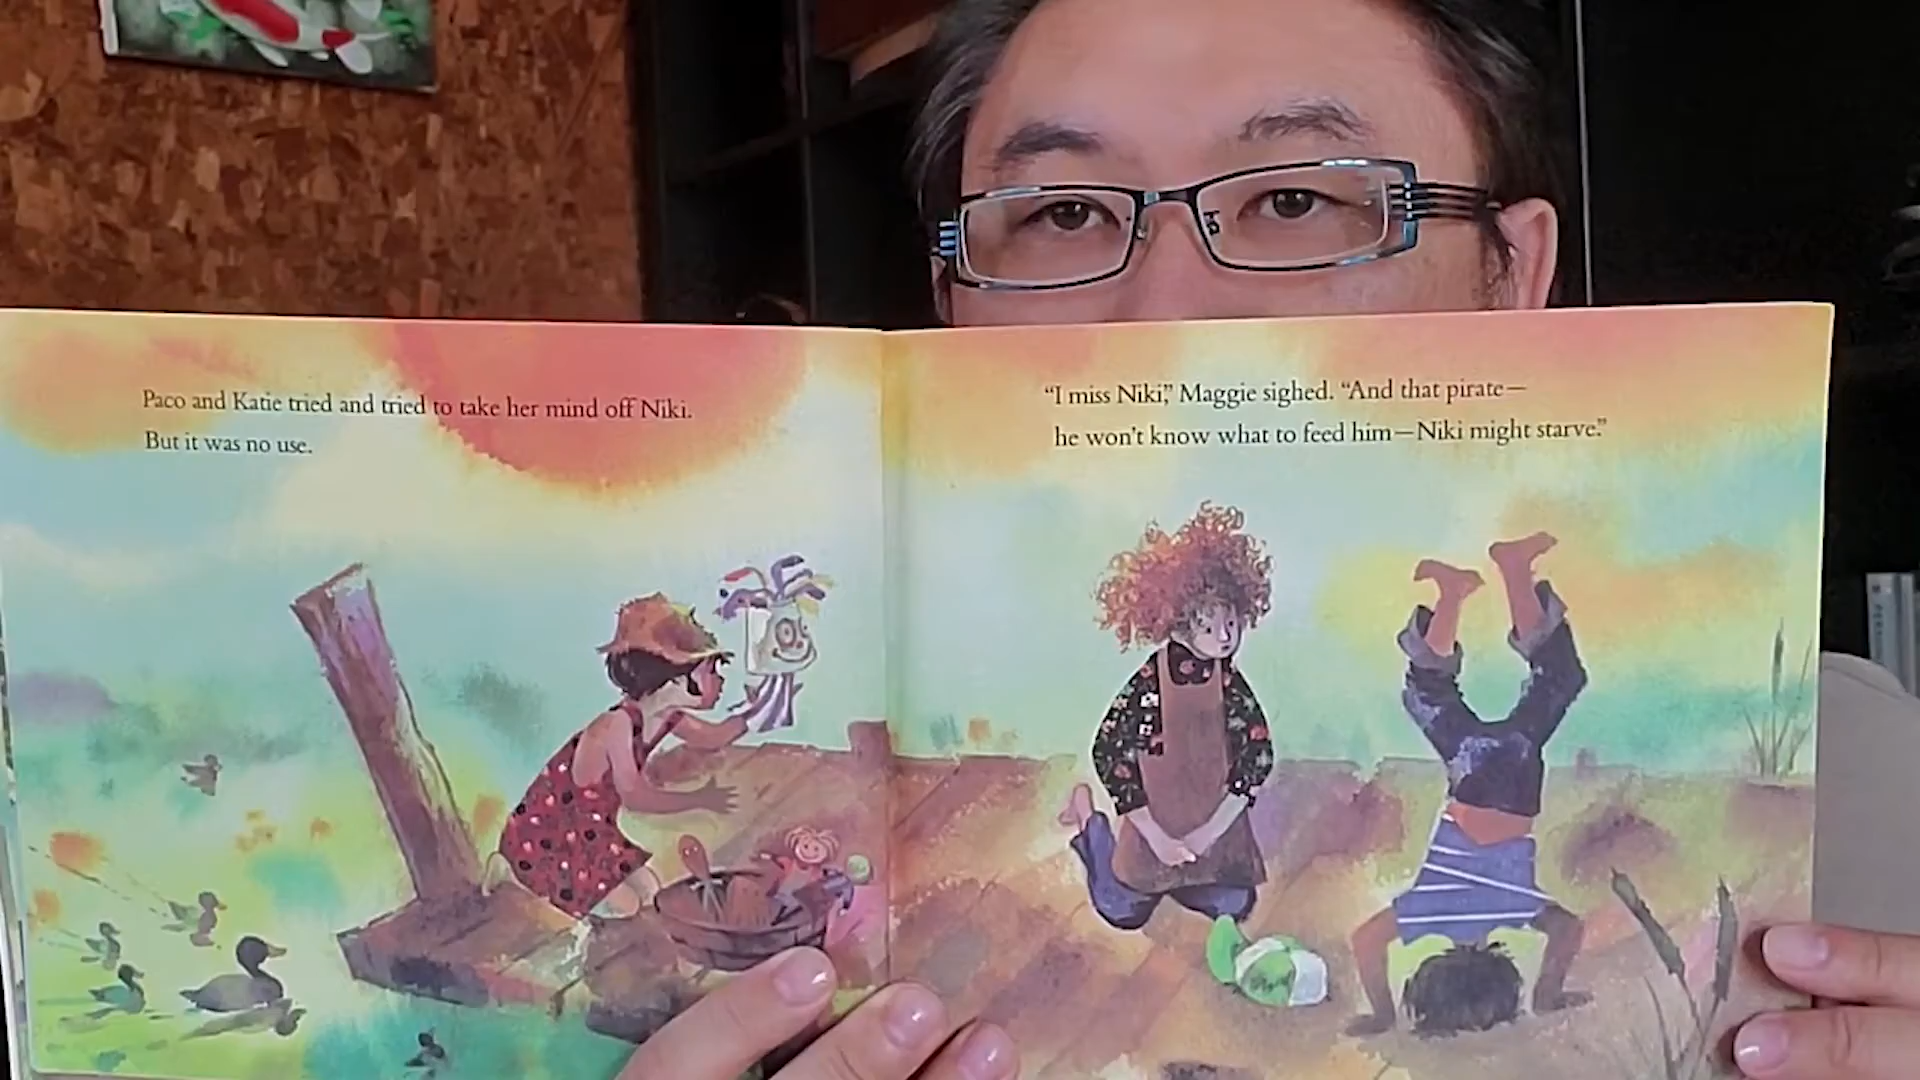 Paco and Katie tried and tried to take her mind off Niki.
But it was no use.
“I miss Niki,” Maggie sighed. “And that pirate—
he won’t know what to feed him—Niki might starve.”